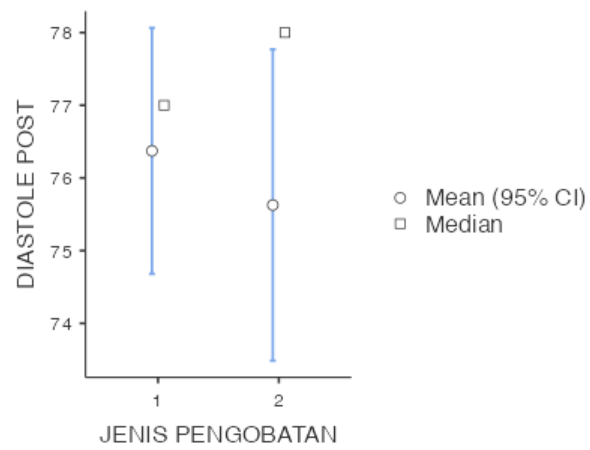 78
77
76
75
74
DIASTOLE POST
1
2
JENIS PENGOBATAN
Mean (95% CI)
Median